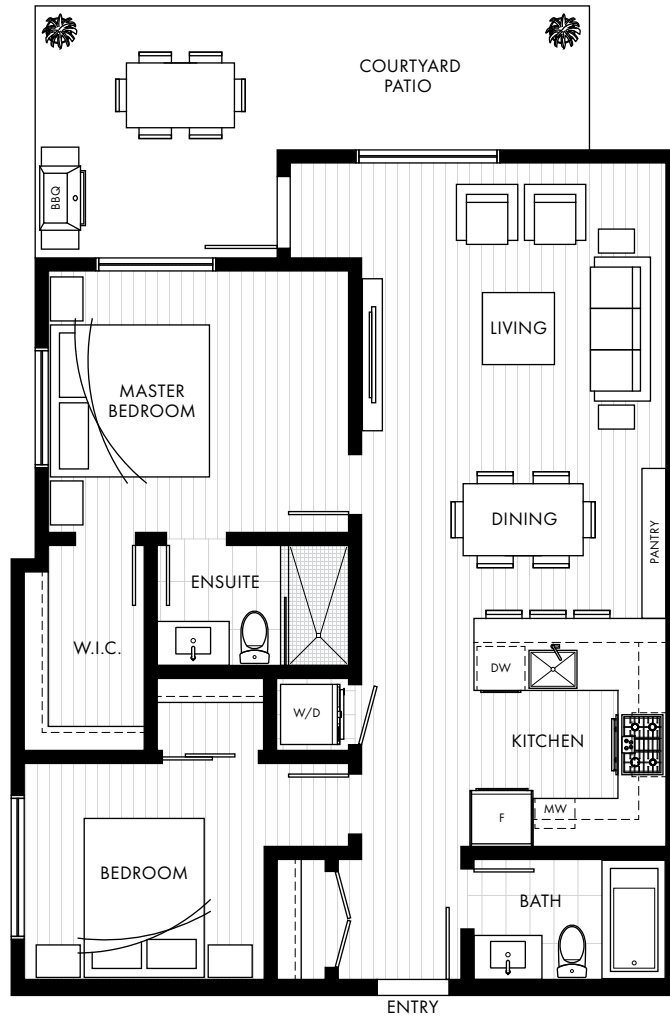 COURTYARD
PATIO
BBQ
LIVING
MASTER
BEDROOM
DINING
PANTRY
ENSUITE
W.I.C.
DW
W/D
KITCHEN
MW
F
BEDROOM
BATH
ENTRY